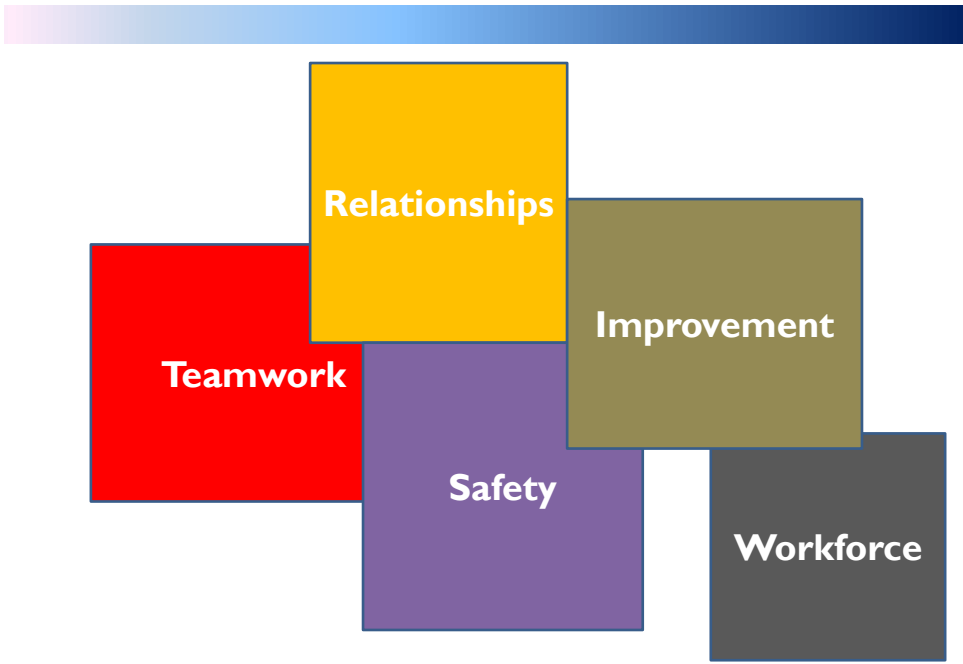 Relationships
Improvement
Teamwork
Safety
Workforce